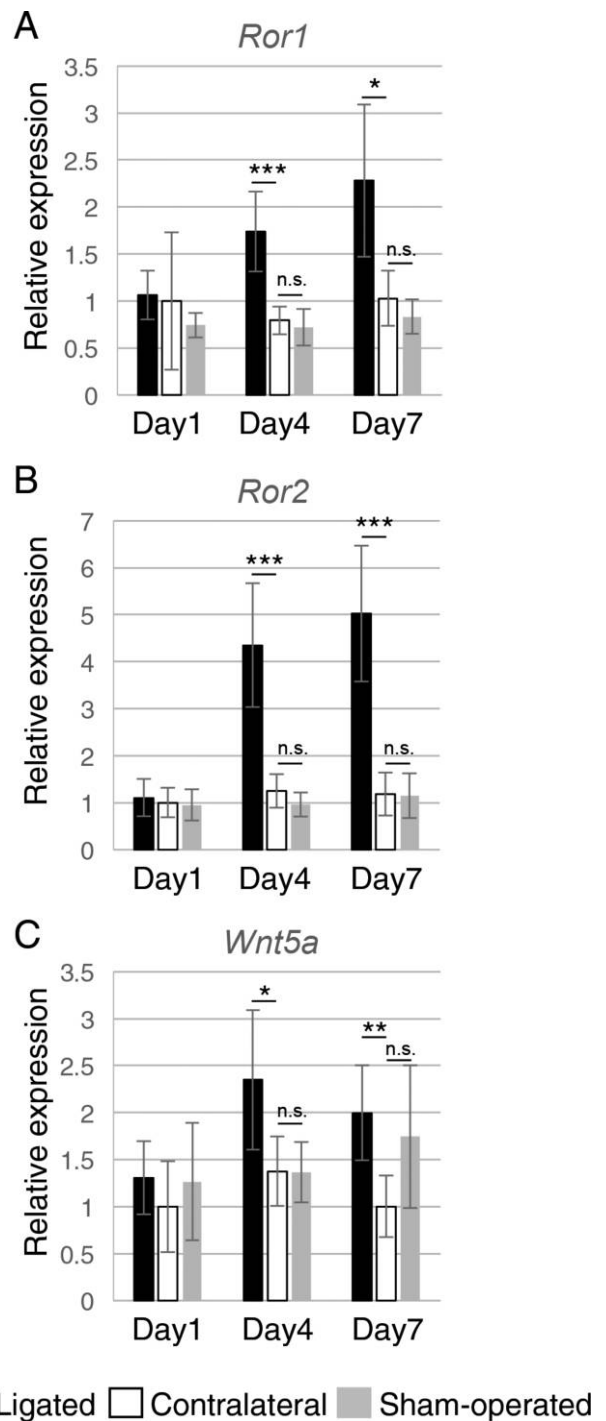 A
Ror1
Relative expression
3.5
3
2.5
2
1.5
1
0.5
0
*
***
n.s.
n.s.
Day1 Day4 Day7
B
Ror2
Relative expression
7
6
5
4
3
2
1
0
***
***
n.s.
n.s.
Day1 Day4 Day7
C
Wnt5a
Relative expression
3.5
3
2.5
2
1.5
1
0.5
0
*
**
n.s.
n.s.
Day1 Day4 Day7
Ligated Contralateral Sham-operated